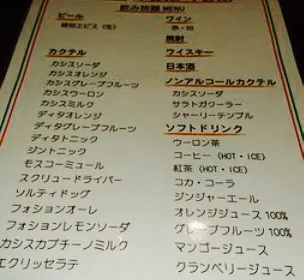 飲み放題 MENU
ビール
琥珀ヱビス（生）
カクテル
カシスソーダ
カシスオレンジ
カシスグレープフルーツ
カシスウーロン
カシスミルク
ディタオレンジ
ディタグレープフルーツ
ディタトニック
ジントニック
モスコーミュール
スクリュードライバー
ソルティドッグ
フォションオーレ
フォションレモンソーダ
カシスカプチーノミルク
エクリッセラテ
ワイン
赤・白
焼酎
ウイスキー
日本酒
ノンアルコールカクテル
カシスソーダ
サラトガクーラー
シャーリーテンプル
ソフトドリンク
ウーロン茶
コーヒー（HOT・ICE）
紅茶（HOT・ICE）
コカ・コーラ
ジンジャーエール
オレンジジュース 100%
グレープフルーツ 100%
マンゴージュース
クランベリージュース